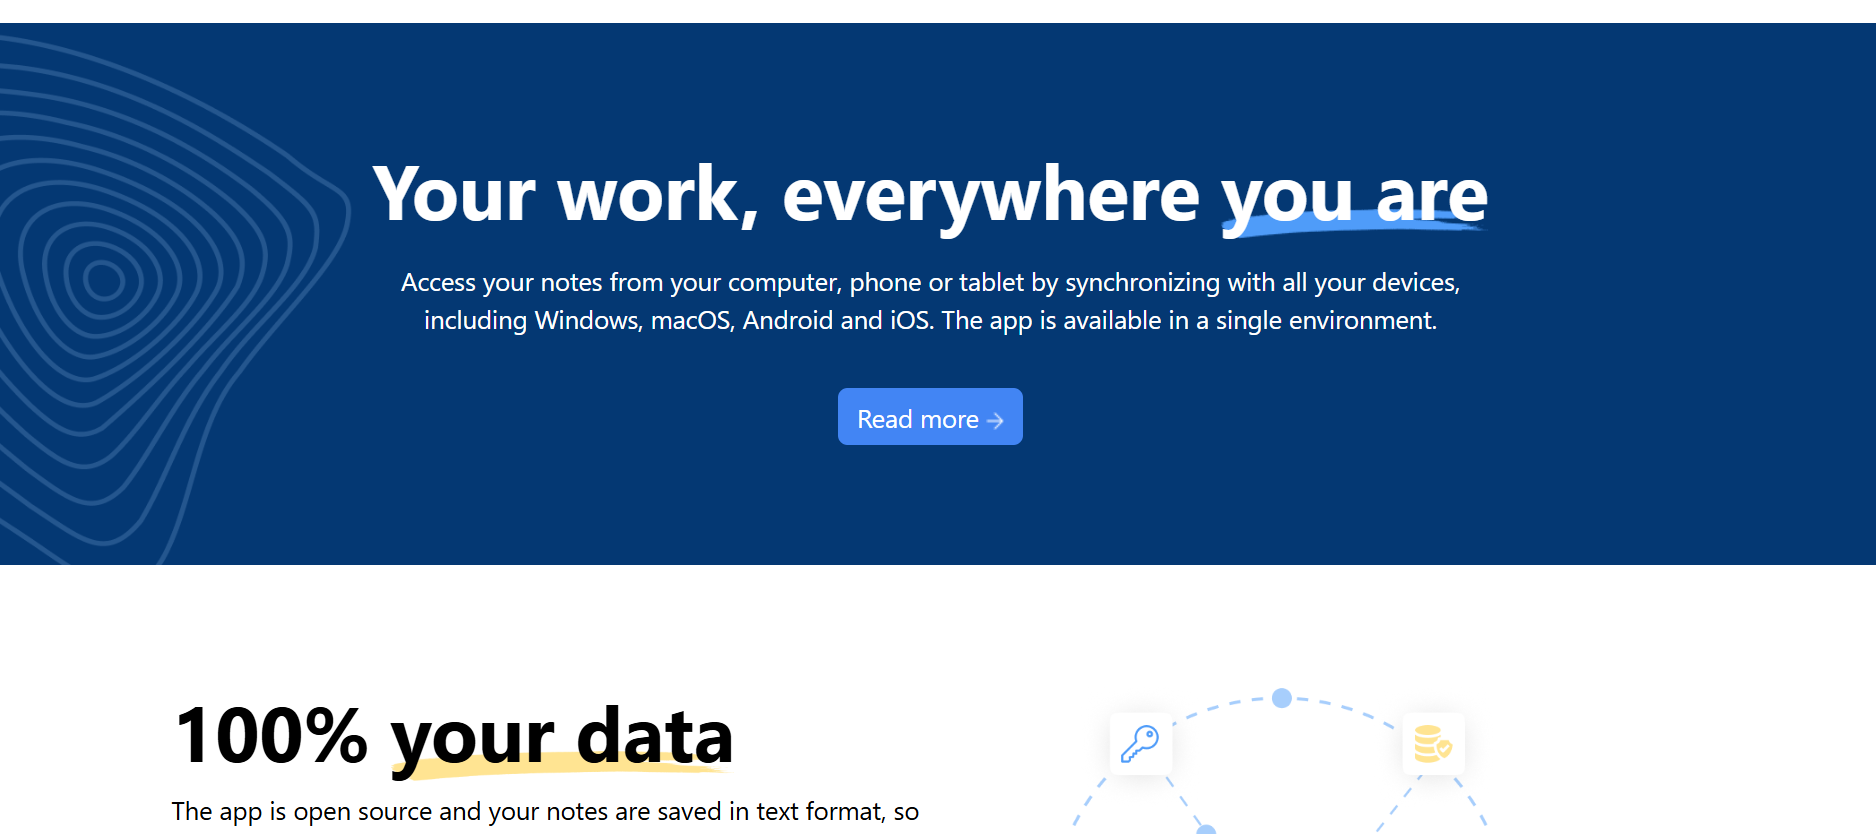 Your work, everywhere you are
Access your notes from your computer, phone or tablet by synchronizing with all your devices,
including Windows, macOS, Android and iOS. The app is available in a single environment.
Read more →
100% your data
The app is open source and your notes are saved in text format, so